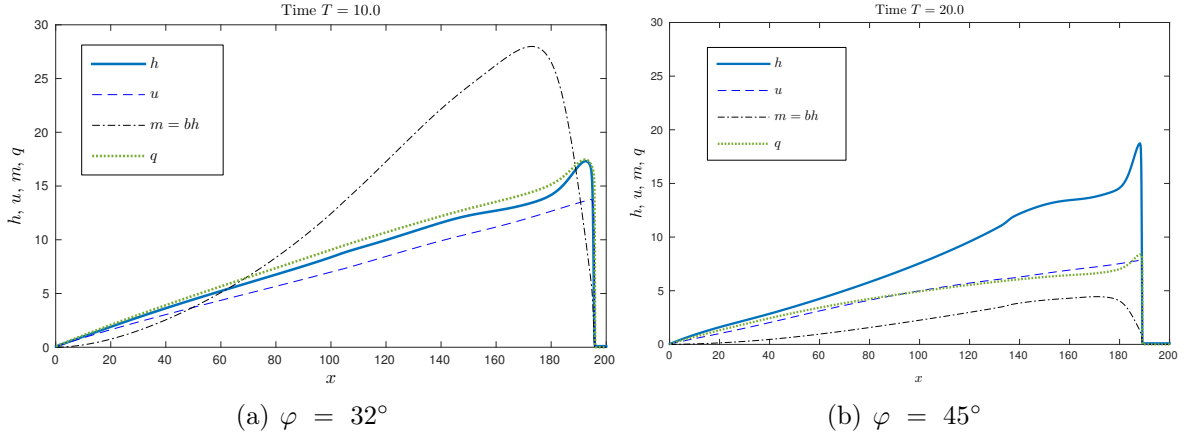 Time T = 10.0
h, u, m, q
30
25
20
15
10
5
0
h
u
m = bh
q
0 20 40 60 80 100 120 140 160 180 200
x
(a) φ = 32°
Time T = 20.0
h, u, m, q
30
25
20
15
10
5
0
h
u
m = bh
q
0 20 40 60 80 100 120 140 160 180 200
x
(b) φ = 45°